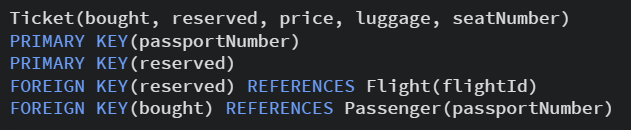 Ticket(bought, reserved, price, luggage, seatNumber)
PRIMARY KEY(passportNumber)
PRIMARY KEY(reserved)
FOREIGN KEY(reserved) REFERENCES Flight(flightId)
FOREIGN KEY(bought) REFERENCES Passenger(passportNumber)